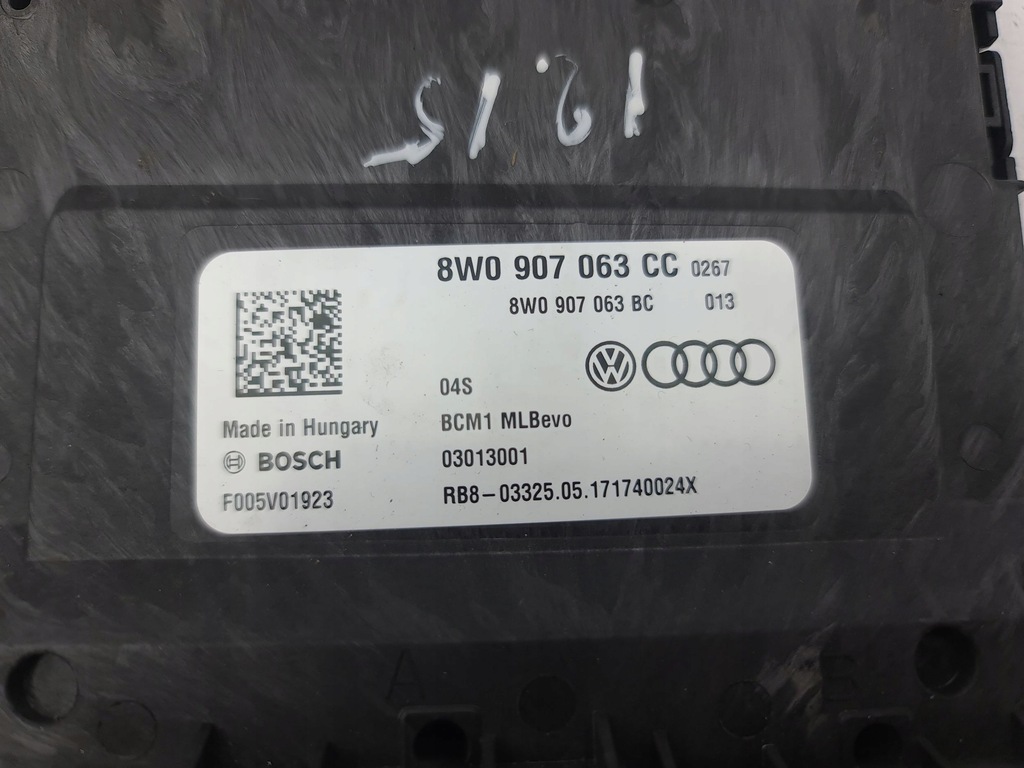 8W0 907 063 CC 0267
8W0 907 063 BC 013
04S
Made in Hungary BCM1 MLBevo
BOSCH 03013001
F005V01923 RB8-03325.05.171740024X
A